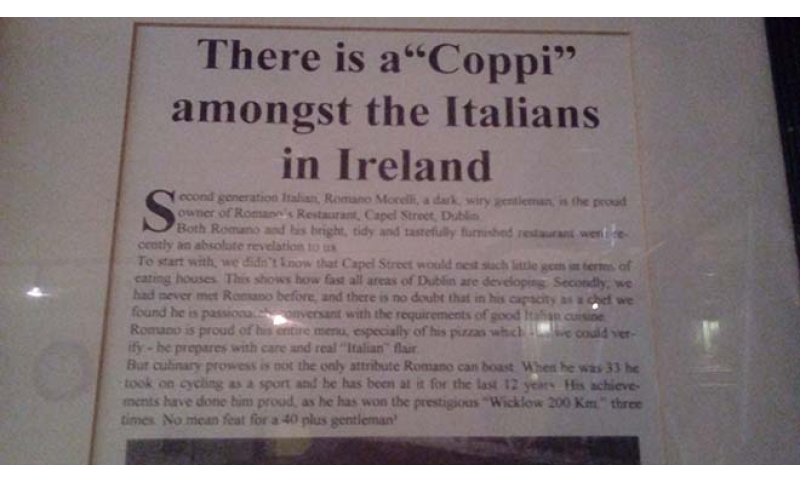 There is a“Coppi”
amongst the Italians
in Ireland
Second generation Italian, Romano Morelli, a dark, wiry gentleman, is the proud
owner of Romano's Restaurant, Capel Street, Dublin.
Both Romano and his bright, tidy and tastefully furnished restaurant were re-
cently an absolute revelation to us.
To start with, we didn't know that Capel Street would nest such little gem in terms of
eating houses. This shows how fast all areas of Dublin are developing. Secondly, we
had never met Romano before, and there is no doubt that in his capacity as a chef we
found he is passionately conversant with the requirements of good Italian cuisine.
Romano is proud of his entire menu, especially of his pizzas which we could ver-
ify - he prepares with care and real "Italian" flair.
But culinary prowess is not the only attribute Romano can boast. When he was 33 he
took on cycling as a sport and he has been at it for the last 12 years. His achieve-
ments have done him proud, as he has won the prestigious "Wicklow 200 Km," three
times. No mean feat for a 40 plus gentleman!